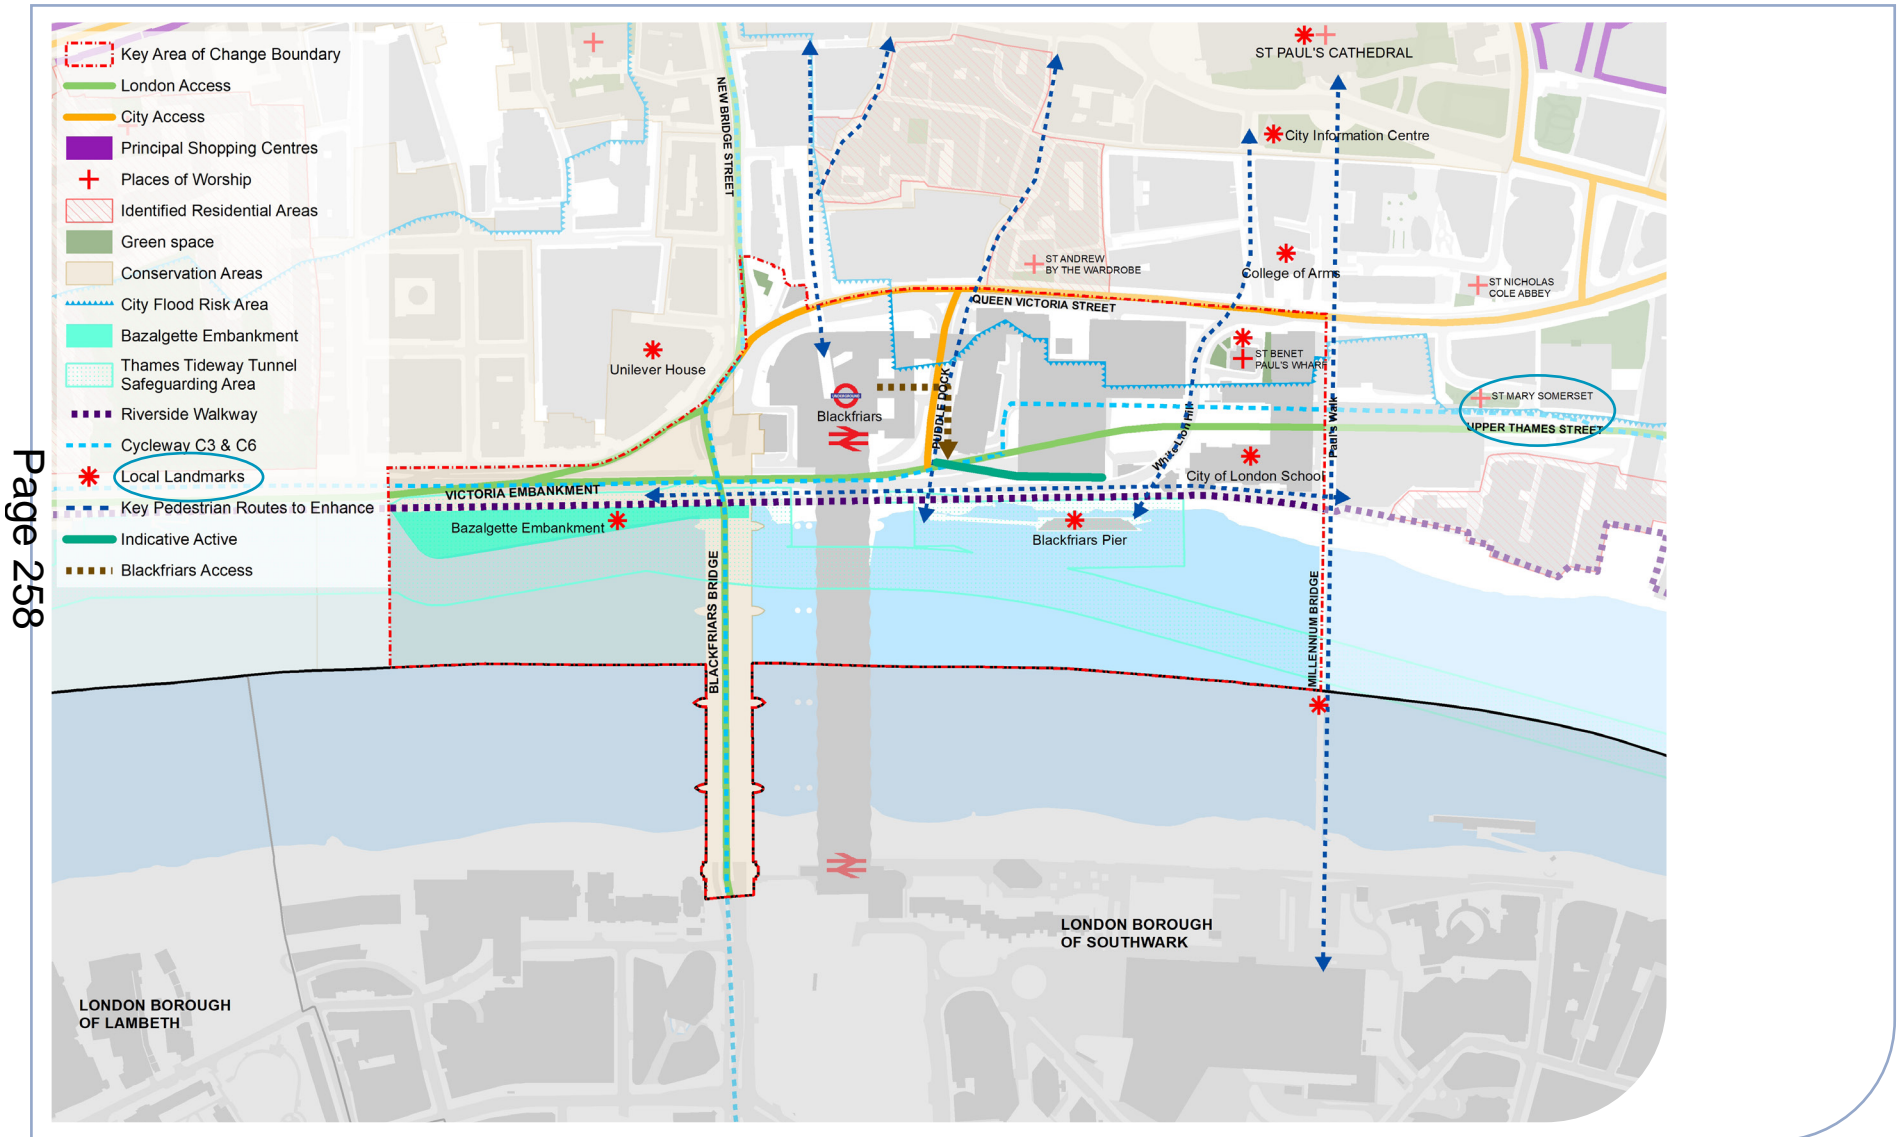 Key Area of Change Boundary
London Access
City Access
Principal Shopping Centres
Places of Worship
Identified Residential Areas
Green space
Conservation Areas
City Flood Risk Area
Bazalgette Embankment
Thames Tideway Tunnel
Safeguarding Area
Riverside Walkway
Cycleway C3 & C6
Local Landmarks
Key Pedestrian Routes to Enhance
Indicative Active
Blackfriars Access
Page 258
NEW BRIDGE STREET
ST PAUL'S CATHEDRAL
City Information Centre
ST ANDREW
BY THE WARDROBE
College of Arms
ST NICHOLAS
COLE ABBEY
QUEEN VICTORIA STREET
Unilever House
ST BENET
PAUL'S WHARF
UNDERGROUND
Blackfriars
PUDDLE DOCK
White Lion Hill
Paul's Walk
ST MARY SOMERSET
UPPER THAMES STREET
City of London School
VICTORIA EMBANKMENT
Bazalgette Embankment
Blackfriars Pier
BLACKFRIARS BRIDGE
MILLENNIUM BRIDGE
LONDON BOROUGH
OF SOUTHWARK
LONDON BOROUGH
OF LAMBETH